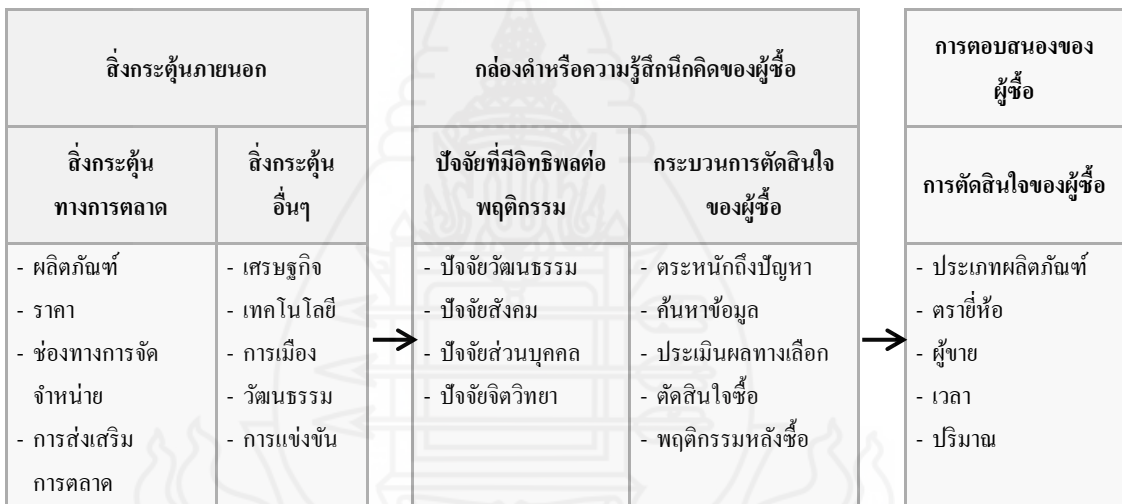 สิ่งกระตุ้นภายนอก
สิ่งกระตุ้น
ทางการตลาด
สิ่งกระตุ้น
อื่นๆ
- ผลิตภัณฑ์
- ราคา
- ช่องทางการจัด
จำหน่าย
- การส่งเสริม
การตลาด
- เศรษฐกิจ
- เทคโนโลยี
- การเมือง
- วัฒนธรรม
- การแข่งขัน
กล่องดำหรือความรู้สึกนึกคิดของผู้ซื้อ
ปัจจัยที่มีอิทธิพลต่อ
พฤติกรรม
กระบวนการตัดสินใจ
ของผู้ซื้อ
- ปัจจัยวัฒนธรรม
- ปัจจัยสังคม
- ปัจจัยส่วนบุคคล
- ปัจจัยจิตวิทยา
- ตระหนักถึงปัญหา
- ค้นหาข้อมูล
- ประเมินผลทางเลือก
- ตัดสินใจซื้อ
- พฤติกรรมหลังซื้อ
การตอบสนองของ
ผู้ซื้อ
การตัดสินใจของผู้ซื้อ
- ประเภทผลิตภัณฑ์
- ตรายี่ห้อ
- ผู้ขาย
- เวลา
- ปริมาณ